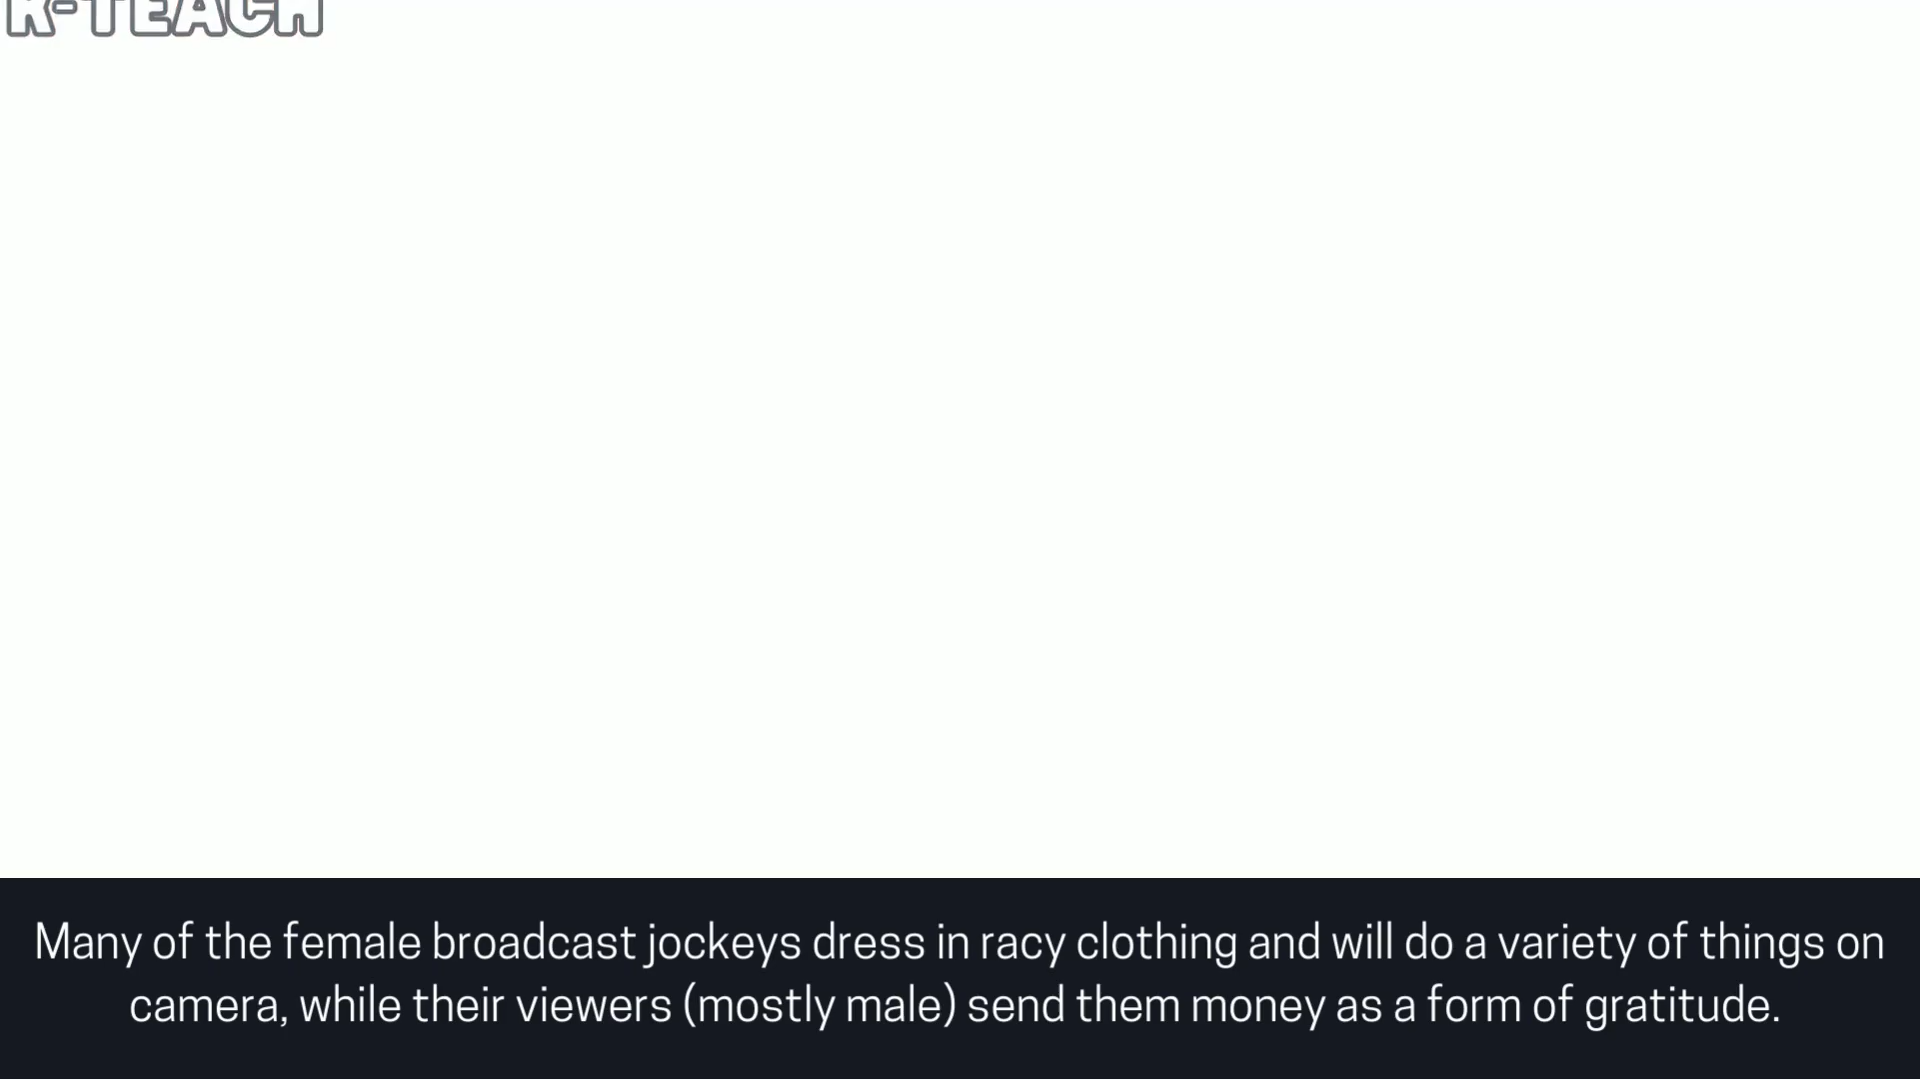 K-TEACH
Many of the female broadcast jockeys dress in racy clothing and will do a variety of things on
camera, while their viewers (mostly male) send them money as a form of gratitude.